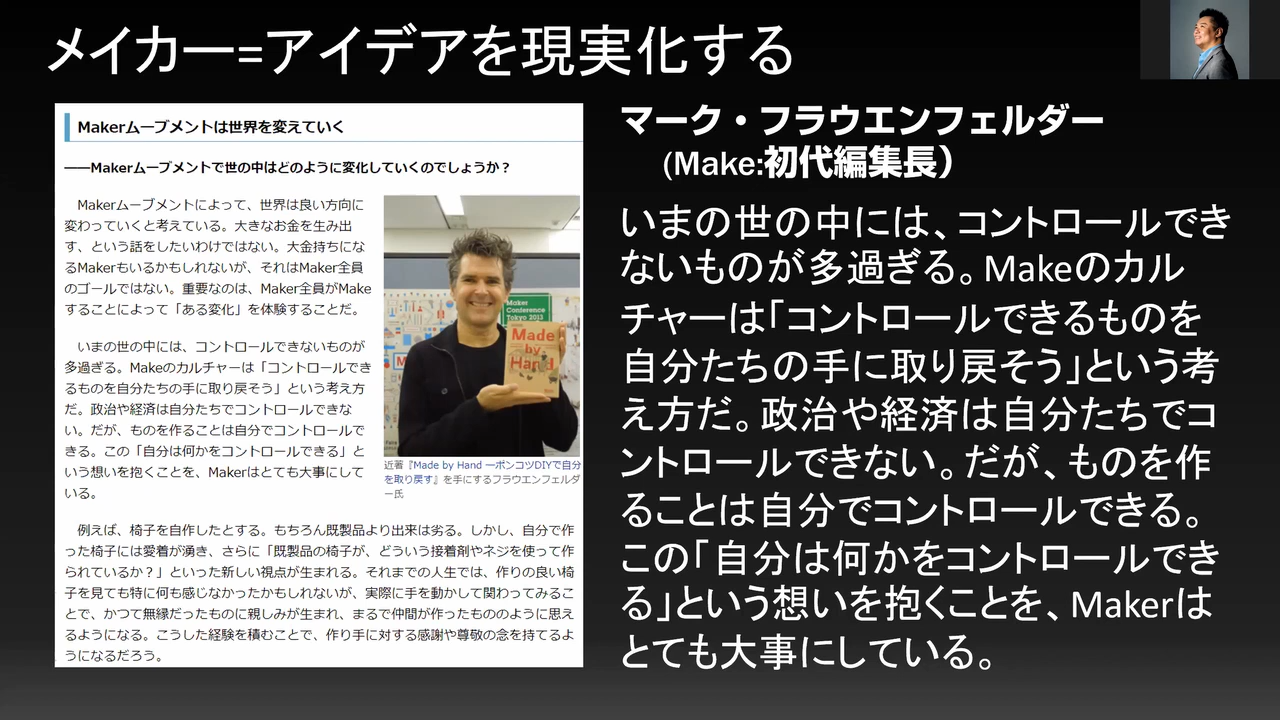 メイカー=アイデアを現実化する
Makerムーブメントは世界を変えていく
――Makerムーブメントで世の中はどのように変化していくのでしょうか？
Makerムーブメントによって、世界は良い方向に
変わっていくと考えている。大きなお金を生み出
す、という話をしたいわけではない。大金持ちにな
るMakerもいるかもしれないが、それはMaker全員
のゴールではない。重要なのは、Maker全員がMake
することによって「ある変化」を体験することだ。
いまの世の中には、コントロールできないものが
多過ぎる。Makeのカルチャーは「コントロールでき
るものを自分たちの手に取り戻そう」という考え方
だ。政治や経済は自分たちでコントロールできな
い。だが、ものを作ることは自分でコントロールで
きる。この「自分は何かをコントロールできる」と
いう想いを抱くことを、Makerはとても大事にして
いる。
Maker
Conference
Tokyo 2013
Made
by
Hand
近著『Made by Hand ーポンコツDIYで自分
を取り戻す』を手にするフラウエンフェルダ
ー氏
例えば、椅子を自作したとする。もちろん既製品より出来は劣る。しかし、自分で作
った椅子には愛着が湧き、さらに「既製品の椅子が、どういう接着剤やネジを使って作
られているか？」といった新しい視点が生まれる。それまでの人生では、作りの良い椅
子を見ても特に何も感じなかったかもしれないが、実際に手を動かして関わってみるこ
とで、かつて無縁だったものに親しみが生まれ、まるで仲間が作ったもののように思え
るようになる。こうした経験を積むことで、作り手に対する感謝や尊敬の念を持てるよ
うになるだろう。
マーク・フラウエンフェルダー
(Make:初代編集長）
いまの世の中には、コントロールでき
ないものが多過ぎる。Makeのカル
チャーは「コントロールできるものを
自分たちの手に取り戻そう」という考
え方だ。政治や経済は自分たちでコ
ントロールできない。だが、ものを作
ることは自分でコントロールできる。
この「自分は何かをコントロールでき
る」という想いを抱くことを、Makerは
とても大事にしている。